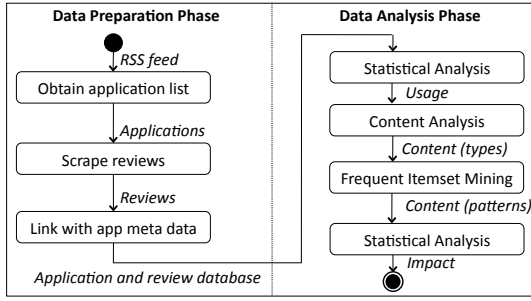 Data Preparation Phase
RSS feed
Obtain application list
Applications
Scrape reviews
Reviews
Link with app meta data
Application and review database
Data Analysis Phase
Statistical Analysis
Usage
Content Analysis
Content (types)
Frequent Itemset Mining
Content (patterns)
Statistical Analysis
Impact